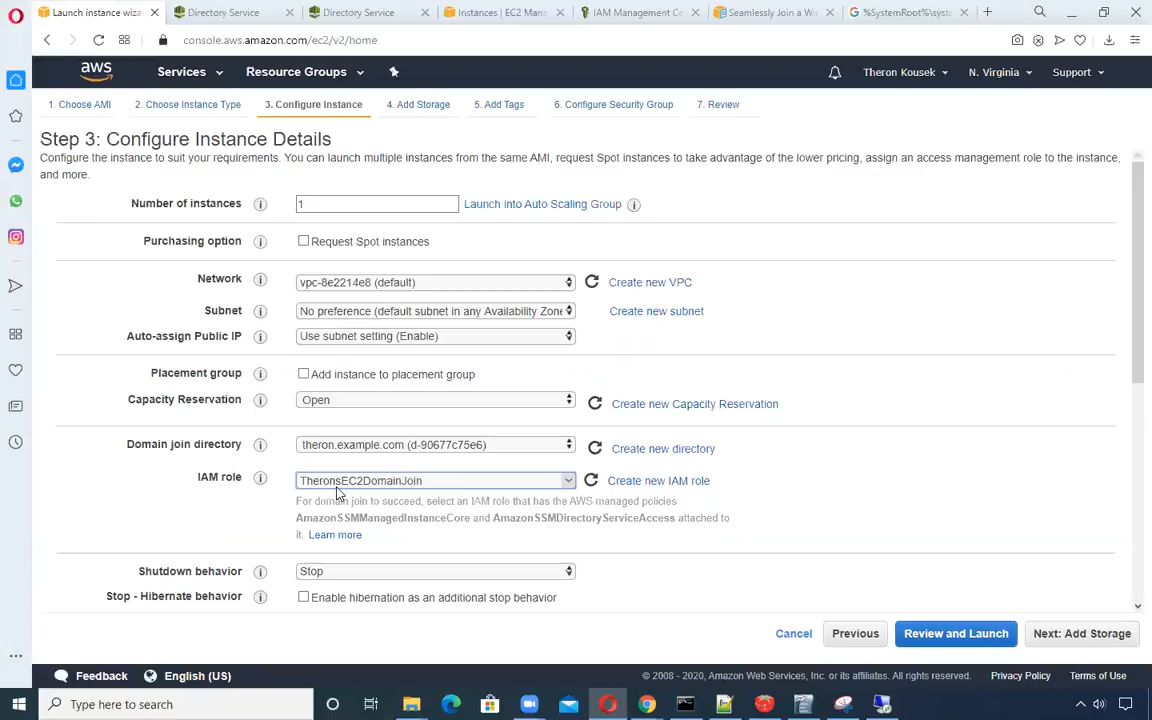 Launch instance wiza
Directory Service
Directory Service
Instances | EC2 Mana
IAM Management Co
Seamlessly Join a Wi
%SystemRoot%\syste
console.aws.amazon.com/ec2/v2/home
aws
Services
Resource Groups
Theron Kousek
N. Virginia
Support
1. Choose AMI
2. Choose Instance Type
3. Configure Instance
4. Add Storage
5. Add Tags
6. Configure Security Group
7. Review
Step 3: Configure Instance Details
Configure the instance to suit your requirements. You can launch multiple instances from the same AMI, request Spot instances to take advantage of the lower pricing, assign an access management role to the instance,
and more.
Number of instances
1
Launch into Auto Scaling Group
Purchasing option
Request Spot instances
Network
vpc-8e2214e8 (default)
Create new VPC
Subnet
No preference (default subnet in any Availability Zone
Create new subnet
Auto-assign Public IP
Use subnet setting (Enable)
Placement group
Add instance to placement group
Capacity Reservation
Open
Create new Capacity Reservation
Domain join directory
theron.example.com (d-90677c75e6)
Create new directory
IAM role
TheronsEC2DomainJoin
Create new IAM role
For domain join to succeed, select an IAM role that has the AWS managed policies
AmazonSSMManagedInstanceCore and AmazonSSMDirectoryServiceAccess attached to
it. Learn more
Shutdown behavior
Stop
Stop - Hibernate behavior
Enable hibernation as an additional stop behavior
Cancel
Previous
Review and Launch
Next: Add Storage
Feedback
English (US)
© 2008 - 2020, Amazon Web Services, Inc. or its affiliates. All rights reserved.
Privacy Policy
Terms of Use
Type here to search